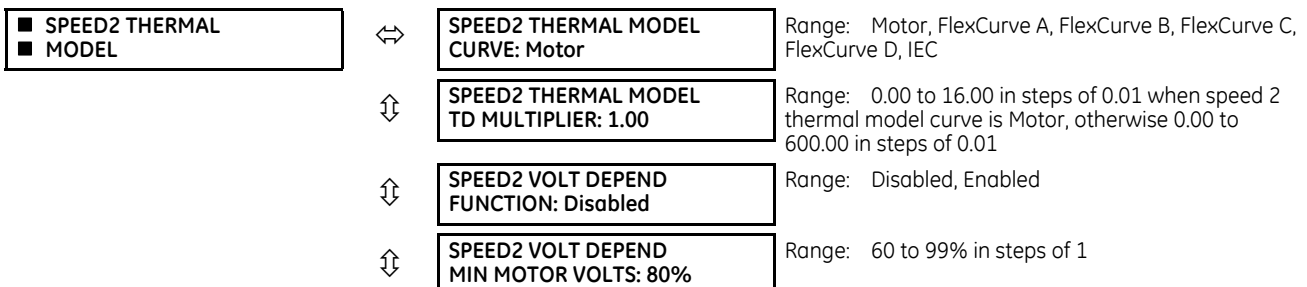 ■ SPEED2 THERMAL
■ MODEL
SPEED2 THERMAL MODEL
CURVE: Motor
Range: Motor, FlexCurve A, FlexCurve B, FlexCurve C,
FlexCurve D, IEC
SPEED2 THERMAL MODEL
TD MULTIPLIER: 1.00
Range: 0.00 to 16.00 in steps of 0.01 when speed 2
thermal model curve is Motor, otherwise 0.00 to
600.00 in steps of 0.01
SPEED2 VOLT DEPEND
FUNCTION: Disabled
Range: Disabled, Enabled
SPEED2 VOLT DEPEND
MIN MOTOR VOLTS: 80%
Range: 60 to 99% in steps of 1